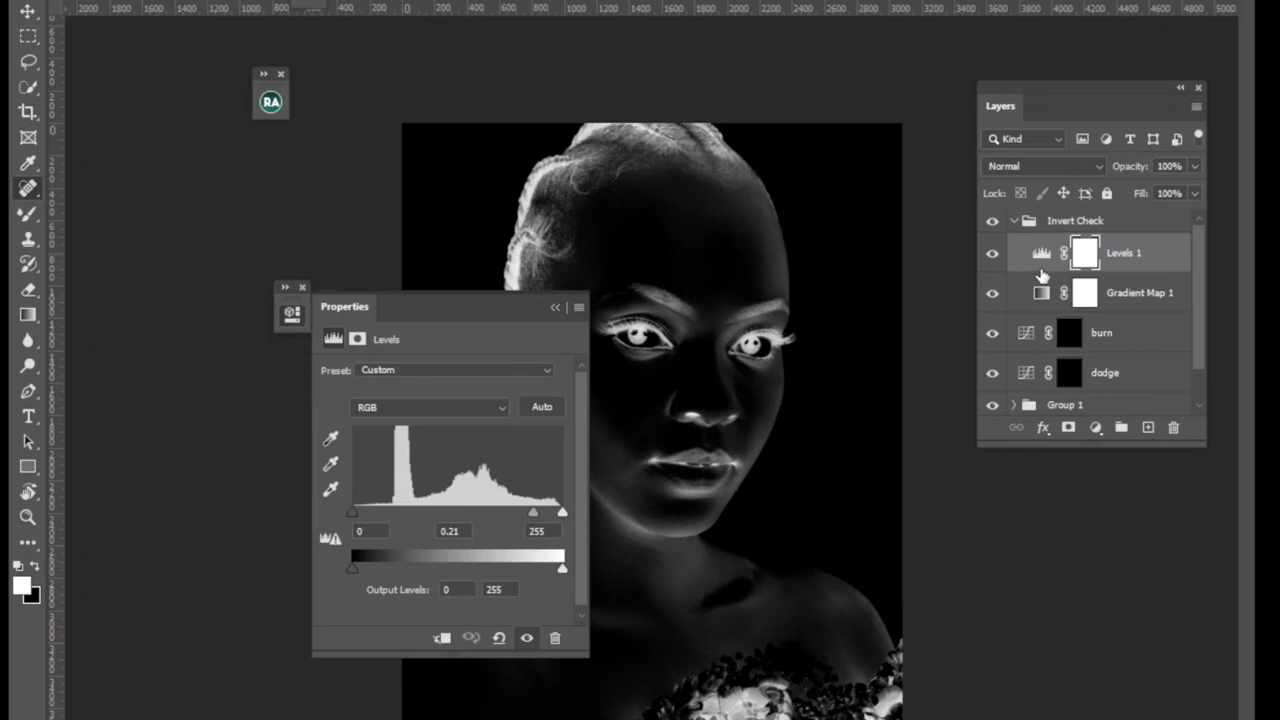 2000 1800 1600 1400 1200 1000 800 400 200 0 200 400 600 800 1000 1200 1400 1600 1800 2000 2200 2400 2600 2800 3000 3200 3400 3600 3800 4000 4200 4400 4600 4800 5000
RA
Layers
Kind
Normal Opacity: 100%
Lock: Fill: 100%
Invert Check
Levels 1
Gradient Map 1
burn
dodge
Group 1
Properties
Levels
Preset: Custom
RGB Auto
0 0.21 255
Output Levels: 0 255